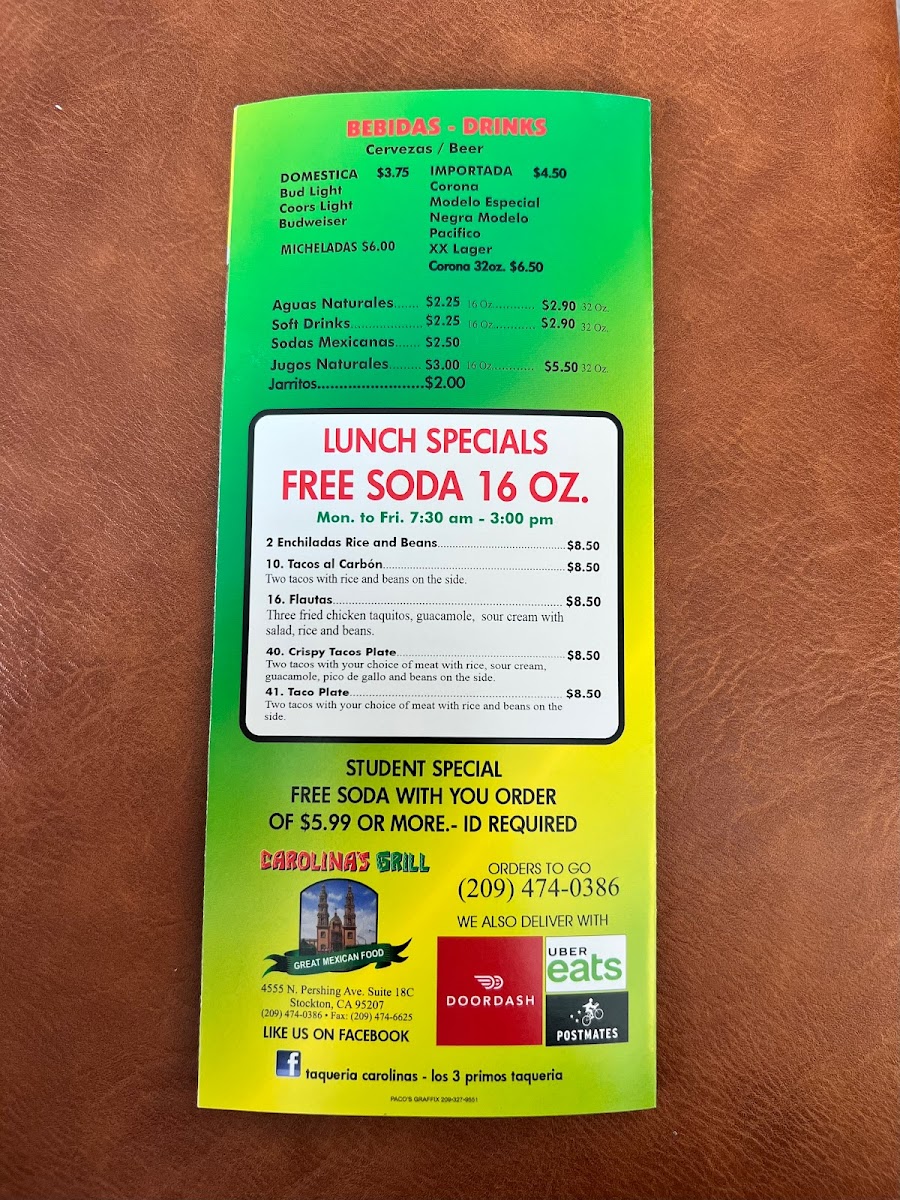 BEBIDAS - DRINKS
Cervezas / Beer
DOMESTICA $3.75
Bud Light
Coors Light
Budweiser
MICHELADAS $6.00
IMPORTADA $4.50
Corona
Modelo Especial
Negra Modelo
Pacifico
XX Lager
Corona 32oz. $6.50
Aguas Naturales...... $2.25 16 Oz............ $2.90 32 Oz.
Soft Drinks.................. $2.25 16 Oz............ $2.90 32 Oz.
Sodas Mexicanas...... $2.50
Jugos Naturales........ $3.00 16 Oz............ $5.50 32 Oz.
Jarritos........................$2.00
LUNCH SPECIALS
FREE SODA 16 OZ.
Mon. to Fri. 7:30 am - 3:00 pm
2 Enchiladas Rice and Beans................................$8.50
10. Tacos al Carbón.............................................$8.50
Two tacos with rice and beans on the side.
16. Flautas......................................................... $8.50
Three fried chicken taquitos, guacamole, sour cream with
salad, rice and beans.
40. Crispy Tacos Plate..........................................$8.50
Two tacos with your choice of meat with rice, sour cream,
guacamole, pico de gallo and beans on the side.
41. Taco Plate..................................................... $8.50
Two tacos with your choice of meat with rice and beans on the
side.
STUDENT SPECIAL
FREE SODA WITH YOU ORDER
OF $5.99 OR MORE.- ID REQUIRED
CAROLINA'S GRILL
GREAT MEXICAN FOOD
4555 N. Pershing Ave. Suite 18C
Stockton, CA 95207
(209) 474-0386 • Fax: (209) 474-6625
LIKE US ON FACEBOOK
ORDERS TO GO
(209) 474-0386
WE ALSO DELIVER WITH
DOORDASH
UBER
eats
POSTMATES
f taqueria carolinas - los 3 primos taqueria
PACO'S GRAFFIX 209-327-9551